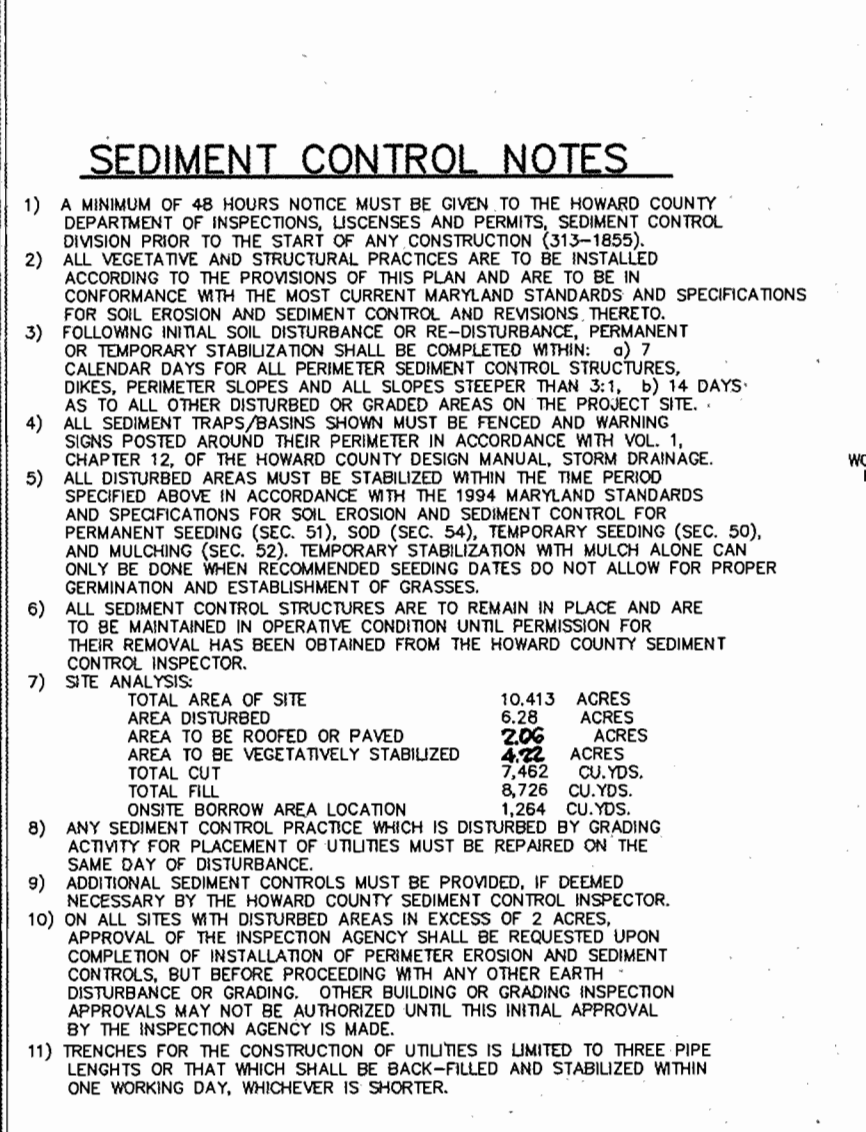 SEDIMENT CONTROL NOTES
1) A MINIMUM OF 48 HOURS NOTICE MUST BE GIVEN TO THE HOWARD COUNTY
DEPARTMENT OF INSPECTIONS, LISCENSES AND PERMITS, SEDIMENT CONTROL
DIVISION PRIOR TO THE START OF ANY CONSTRUCTION (313-1855).
2) ALL VEGETATIVE AND STRUCTURAL PRACTICES ARE TO BE INSTALLED
ACCORDING TO THE PROVISIONS OF THIS PLAN AND ARE TO BE IN
CONFORMANCE WITH THE MOST CURRENT MARYLAND STANDARDS AND SPECIFICATIONS
FOR SOIL EROSION AND SEDIMENT CONTROL AND REVISIONS THERETO.
3) FOLLOWING INITIAL SOIL DISTURBANCE OR RE-DISTURBANCE, PERMANENT
OR TEMPORARY STABILIZATION SHALL BE COMPLETED WITHIN: a) 7
CALENDAR DAYS FOR ALL PERIMETER SEDIMENT CONTROL STRUCTURES,
DIKES, PERIMETER SLOPES AND ALL SLOPES STEEPER THAN 3:1, b) 14 DAYS
AS TO ALL OTHER DISTURBED OR GRADED AREAS ON THE PROJECT SITE.
4) ALL SEDIMENT TRAPS/BASINS SHOWN MUST BE FENCED AND WARNING
SIGNS POSTED AROUND THEIR PERIMETER IN ACCORDANCE WITH VOL. 1,
CHAPTER 12, OF THE HOWARD COUNTY DESIGN MANUAL, STORM DRAINAGE.
WO
5) ALL DISTURBED AREAS MUST BE STABILIZED WITHIN THE TIME PERIOD
SPECIFIED ABOVE IN ACCORDANCE WITH THE 1994 MARYLAND STANDARDS
AND SPECIFICATIONS FOR SOIL EROSION AND SEDIMENT CONTROL FOR
PERMANENT SEEDING (SEC. 51), SOD (SEC. 54), TEMPORARY SEEDING (SEC. 50),
AND MULCHING (SEC. 52). TEMPORARY STABILIZATION WITH MULCH ALONE CAN
ONLY BE DONE WHEN RECOMMENDED SEEDING DATES DO NOT ALLOW FOR PROPER
GERMINATION AND ESTABLISHMENT OF GRASSES.
6) ALL SEDIMENT CONTROL STRUCTURES ARE TO REMAIN IN PLACE AND ARE
TO BE MAINTAINED IN OPERATIVE CONDITION UNTIL PERMISSION FOR
THEIR REMOVAL HAS BEEN OBTAINED FROM THE HOWARD COUNTY SEDIMENT
CONTROL INSPECTOR.
7) SITE ANALYSIS:
TOTAL AREA OF SITE 10.413 ACRES
AREA DISTURBED 6.28 ACRES
AREA TO BE ROOFED OR PAVED 2.06 ACRES
AREA TO BE VEGETATIVELY STABILIZED 4.22 ACRES
TOTAL CUT 7,462 CU.YDS.
TOTAL FILL 8,726 CU.YDS.
ONSITE BORROW AREA LOCATION 1,264 CU.YDS.
8) ANY SEDIMENT CONTROL PRACTICE WHICH IS DISTURBED BY GRADING
ACTIVITY FOR PLACEMENT OF UTILITIES MUST BE REPAIRED ON THE
SAME DAY OF DISTURBANCE.
9) ADDITIONAL SEDIMENT CONTROLS MUST BE PROVIDED, IF DEEMED
NECESSARY BY THE HOWARD COUNTY SEDIMENT CONTROL INSPECTOR.
10) ON ALL SITES WITH DISTURBED AREAS IN EXCESS OF 2 ACRES,
APPROVAL OF THE INSPECTION AGENCY SHALL BE REQUESTED UPON
COMPLETION OF INSTALLATION OF PERIMETER EROSION AND SEDIMENT
CONTROLS, BUT BEFORE PROCEEDING WITH ANY OTHER EARTH
DISTURBANCE OR GRADING. OTHER BUILDING OR GRADING INSPECTION
APPROVALS MAY NOT BE AUTHORIZED UNTIL THIS INITIAL APPROVAL
BY THE INSPECTION AGENCY IS MADE.
11) TRENCHES FOR THE CONSTRUCTION OF UTILITIES IS LIMITED TO THREE PIPE
LENGHTS OR THAT WHICH SHALL BE BACK-FILLED AND STABILIZED WITHIN
ONE WORKING DAY, WHICHEVER IS SHORTER.